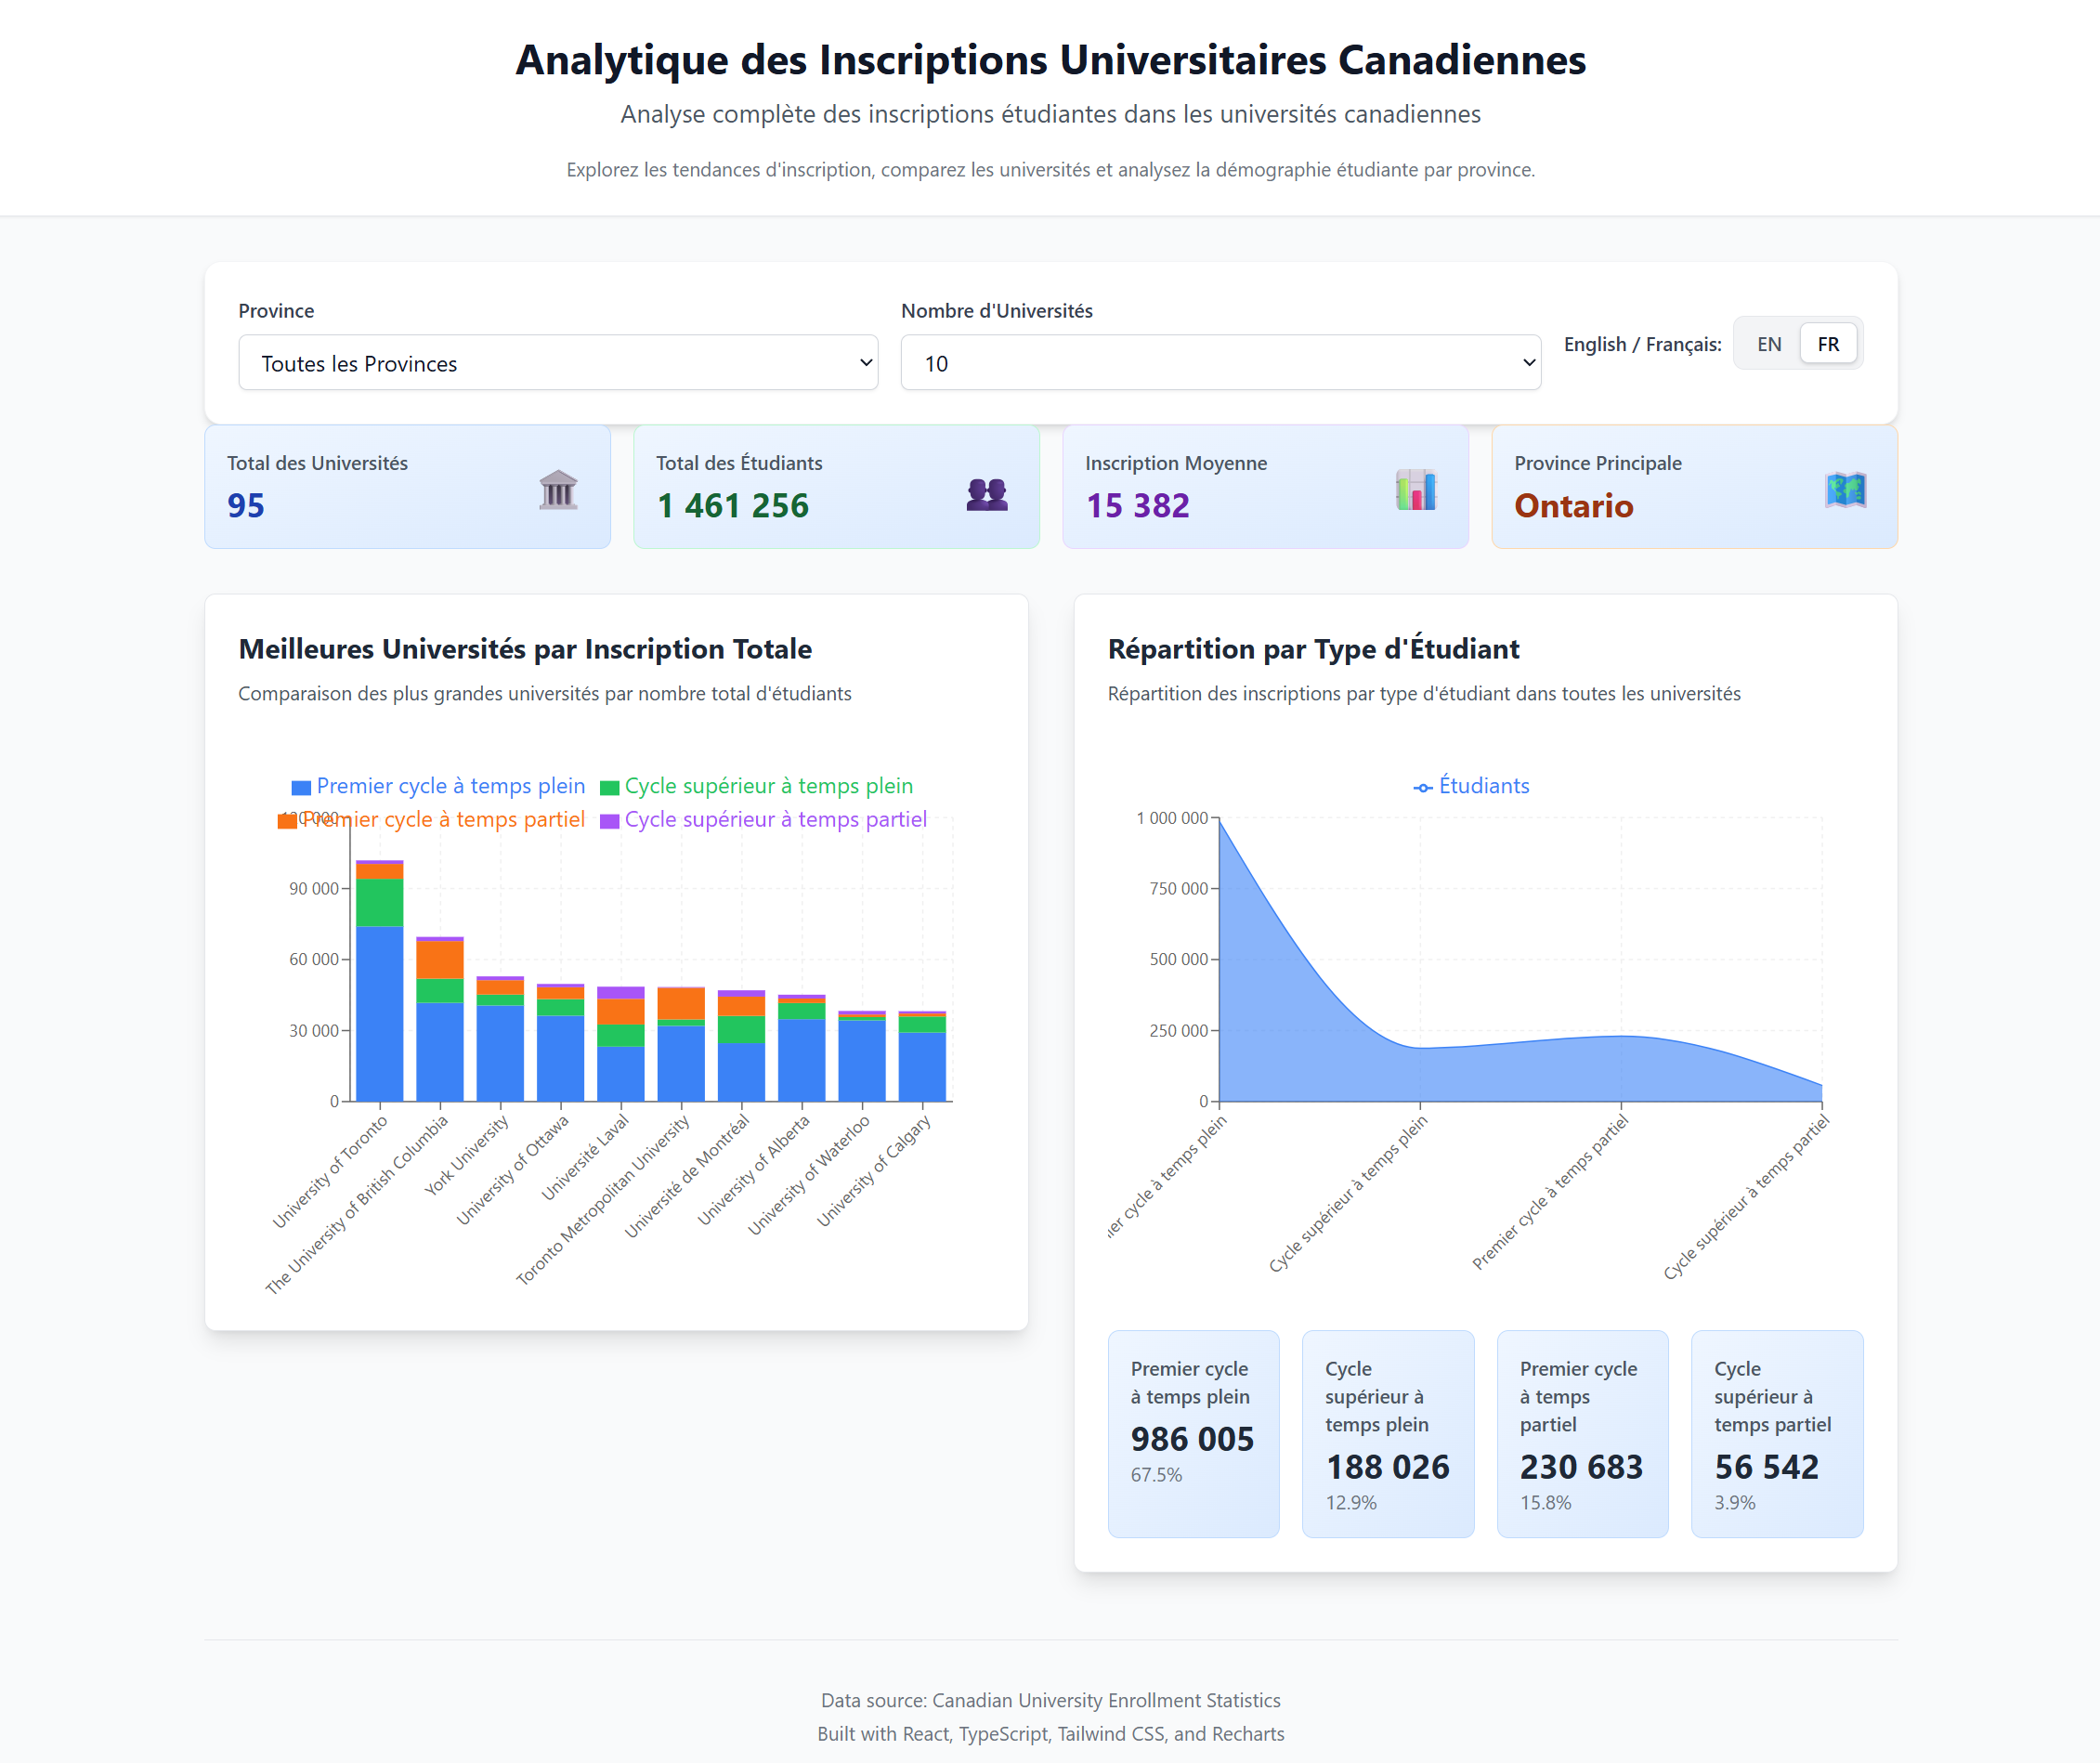 Analytique des Inscriptions Universitaires Canadiennes
Analyse complète des inscriptions étudiantes dans les universités canadiennes
Explorez les tendances d'inscription, comparez les universités et analysez la démographie étudiante par province.
Province
Toutes les Provinces
Nombre d'Universités
10
English / Français:
EN
FR
Total des Universités
95
Total des Étudiants
1 461 256
Inscription Moyenne
15 382
Province Principale
Ontario
Meilleures Universités par Inscription Totale
Comparaison des plus grandes universités par nombre total d'étudiants
Premier cycle à temps plein
Cycle supérieur à temps plein
Premier cycle à temps partiel
Cycle supérieur à temps partiel
120 000
90 000
60 000
30 000
0
University of Toronto
The University of British Columbia
York University
University of Ottawa
Université Laval
Toronto Metropolitan University
Université de Montréal
University of Alberta
University of Waterloo
University of Calgary
Répartition par Type d'Étudiant
Répartition des inscriptions par type d'étudiant dans toutes les universités
Étudiants
1 000 000
750 000
500 000
250 000
0
cycle à temps plein
Cycle supérieur à temps plein
Premier cycle à temps partiel
Cycle supérieur à temps partiel
Premier cycle
à temps plein
986 005
67.5%
Cycle
supérieur à
temps plein
188 026
12.9%
Premier cycle
à temps
partiel
230 683
15.8%
Cycle
supérieur à
temps partiel
56 542
3.9%
Data source: Canadian University Enrollment Statistics
Built with React, TypeScript, Tailwind CSS, and Recharts